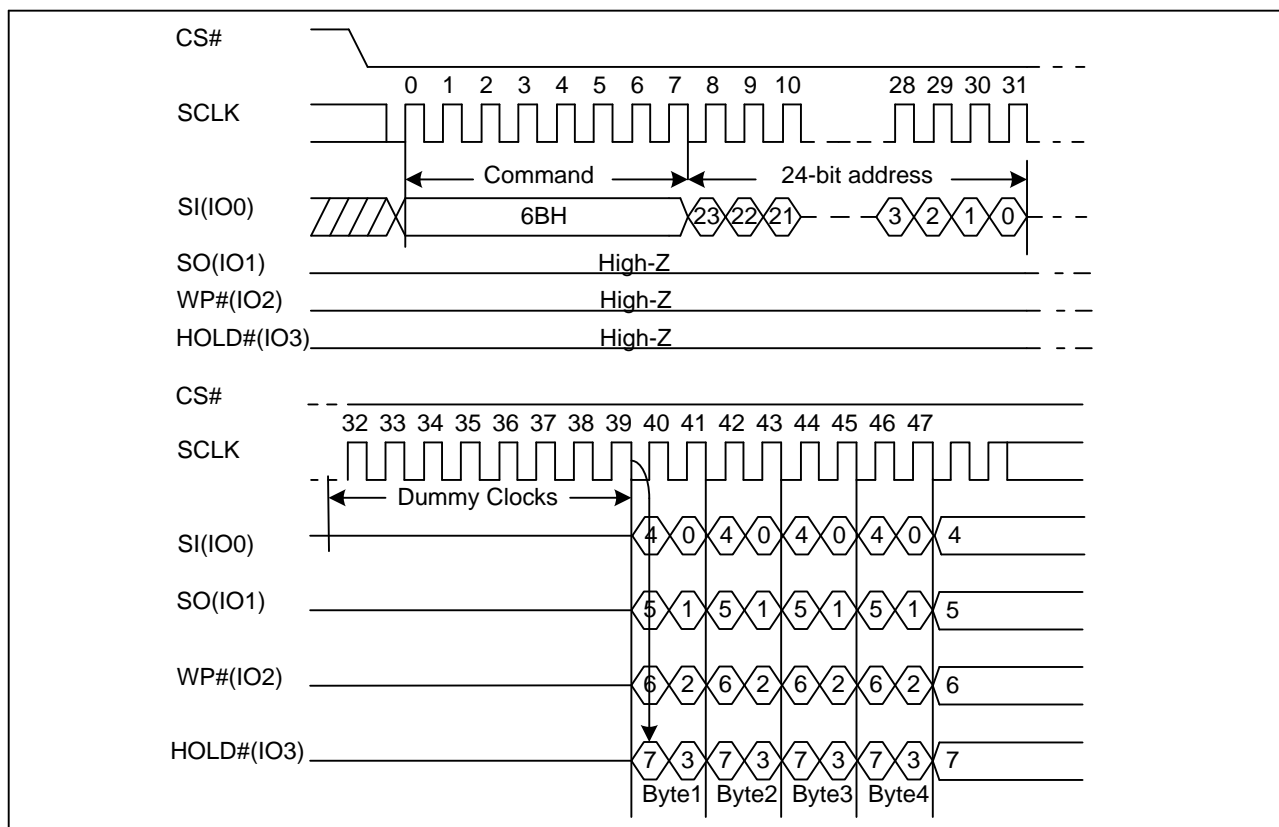 CS#
0 1 2 3 4 5 6 7 8 9 10 28 29 30 31
SCLK
Command 24-bit address
SI(IO0) 6BH 23 22 21 3 2 1 0
SO(IO1) High-Z
WP#(IO2) High-Z
HOLD#(IO3) High-Z
CS#
32 33 34 35 36 37 38 39 40 41 42 43 44 45 46 47
SCLK
Dummy Clocks
SI(IO0) 4 0 4 0 4 0 4 0 4
SO(IO1) 5 1 5 1 5 1 5 1 5
WP#(IO2) 6 2 6 2 6 2 6 2 6
HOLD#(IO3) 7 3 7 3 7 3 7 3 7
Byte1 Byte2 Byte3 Byte4